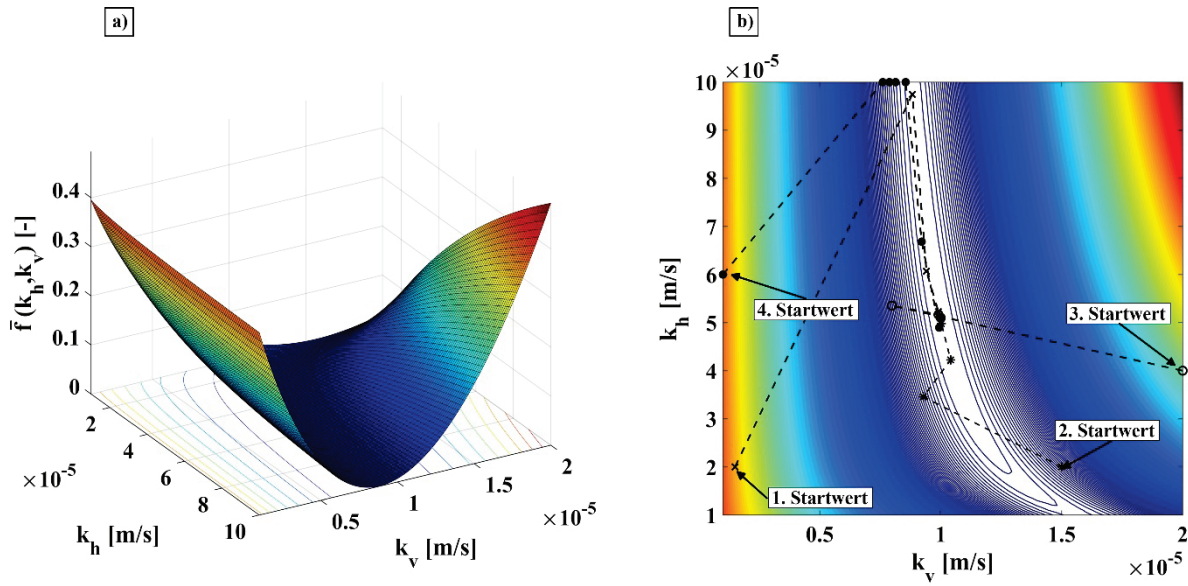 a)
f̄ (k_h,k_v) [-]
0.4
0.3
0.2
0.1
0
2
4
6
8
10
×10^-5
k_h [m/s]
0.5
1
1.5
2
×10^-5
k_v [m/s]
b)
×10^-5
10
9
8
7
6
5
4
3
2
1
k_h [m/s]
4. Startwert
3. Startwert
2. Startwert
1. Startwert
0.5
1
1.5
2
×10^-5
k_v [m/s]